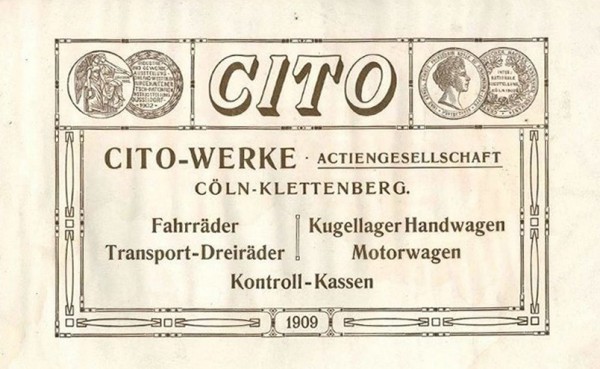 CITO
CITO-WERKE · ACTIENGESELLSCHAFT
CÖLN-KLETTENBERG.
Fahrräder
Transport-Dreiräder
Kugellager Handwagen
Motorwagen
Kontroll-Kassen
1909